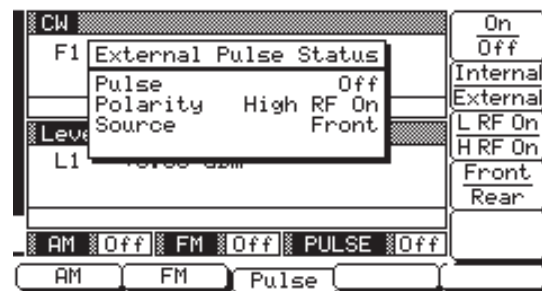 CW
F1
External Pulse Status
Pulse Off
Polarity High RF On
Source Front
L1
AM Off FM Off PULSE Off
On
Off
Internal
External
L RF On
H RF On
Front
Rear
AM FM Pulse